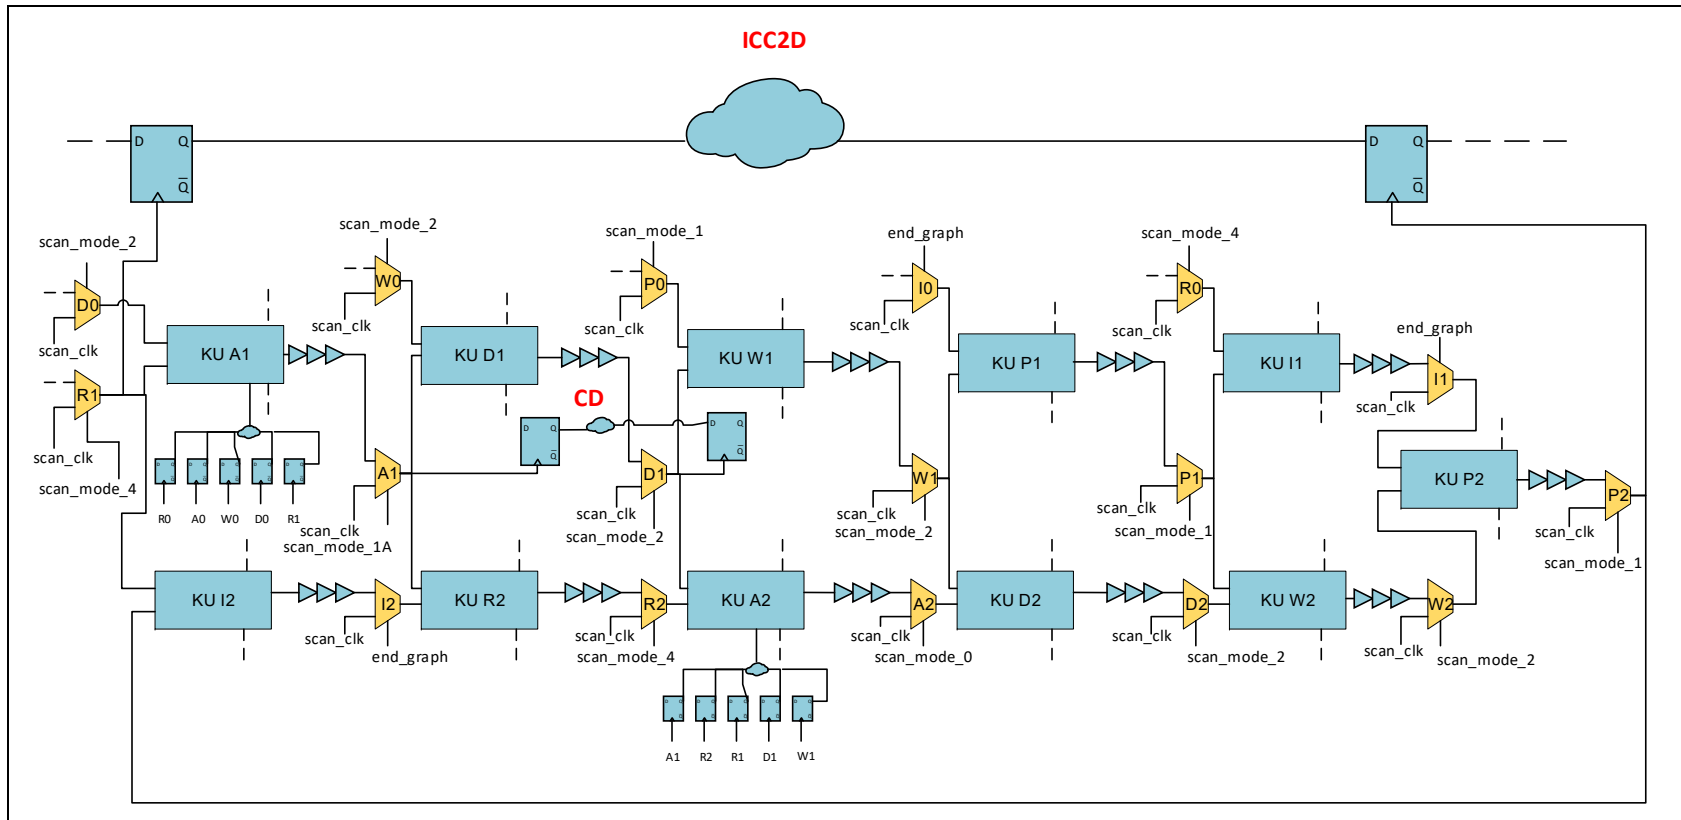 ICC2D
D Q
Q
D Q
Q
scan_mode_2
scan_mode_2
scan_mode_1
end_graph
scan_mode_4
D0
W0
P0
I0
R0
scan_clk
scan_clk
scan_clk
scan_clk
scan_clk
end_graph
KU A1
KU D1
KU W1
KU P1
KU I1
I1
scan_clk
R1
CD
D Q
Q
D Q
Q
scan_clk
scan_mode_4
A1
D1
W1
P1
KU P2
P2
scan_clk
scan_mode_1A
scan_clk
scan_mode_2
scan_clk
scan_mode_2
scan_clk
scan_mode_1
scan_clk
scan_mode_1
R0
A0
W0
D0
R1
KU I2
I2
KU R2
R2
KU A2
A2
KU D2
D2
KU W2
W2
scan_clk
end_graph
scan_clk
scan_mode_4
scan_clk
scan_mode_0
scan_clk
scan_mode_2
scan_clk
scan_mode_2
A1
R2
R1
D1
W1